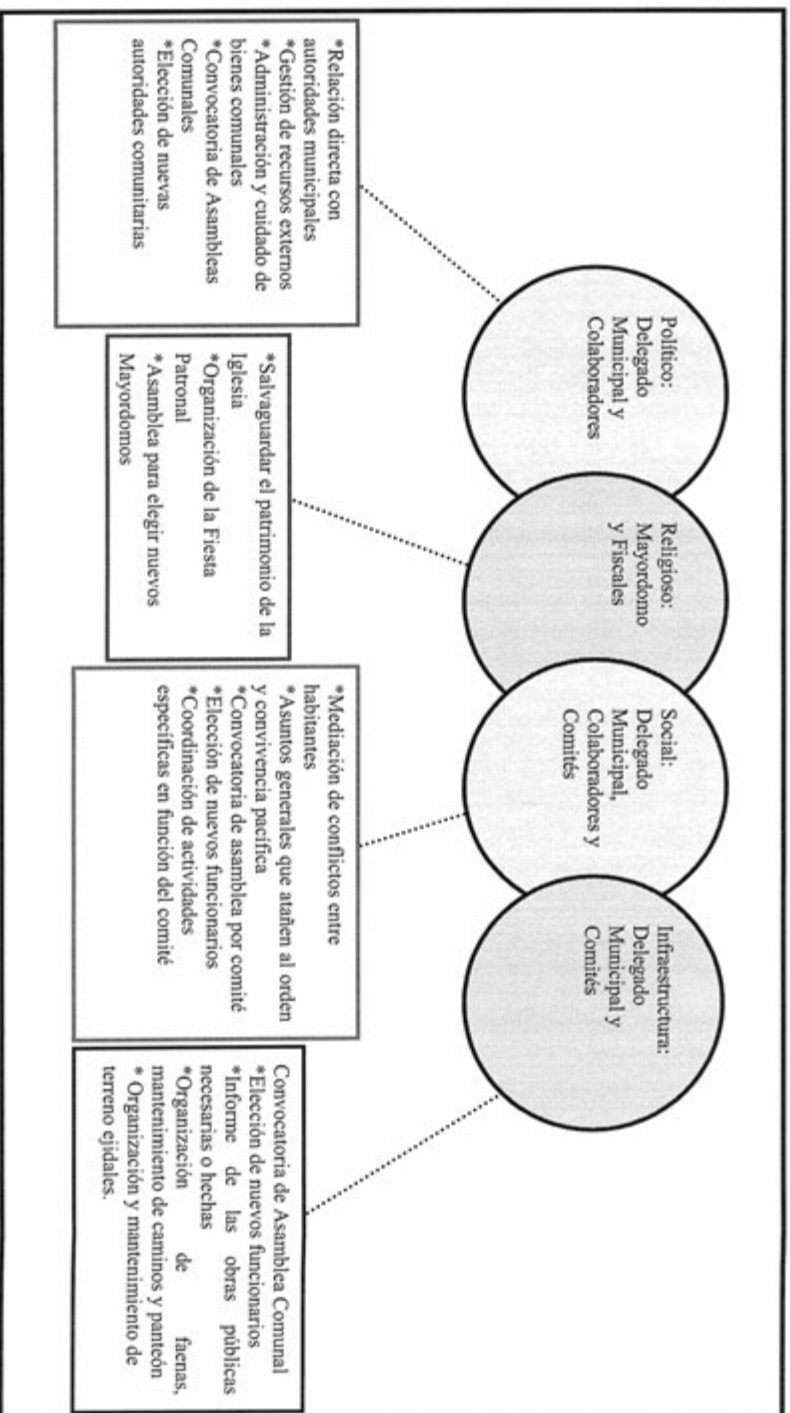 Político:
Delegado
Municipal y
Colaboradores
Religioso:
Mayordomo
y Fiscales
Social:
Delegado
Municipal,
Colaboradores y
Comités
Infraestructura:
Delegado
Municipal y
Comités
*Relación directa con
autoridades municipales
*Gestión de recursos externos
*Administración y cuidado de
bienes comunales
*Convocatoria de Asambleas
Comunales
*Elección de nuevas
autoridades comunitarias
*Salvaguardar el patrimonio de la
Iglesia
*Organización de la Fiesta
Patronal
*Asamblea para elegir nuevos
Mayordomos
*Mediación de conflictos entre
habitantes
*Asuntos generales que atañen al orden
y convivencia pacífica
*Convocatoria de asamblea por comité
*Elección de nuevos funcionarios
*Coordinación de actividades
específicas en función del comité
Convocatoria de Asamblea Comunal
*Elección de nuevos funcionarios
*Informe de las obras públicas
necesarias o hechas
*Organización de faenas,
mantenimiento de caminos y panteón
* Organización y mantenimiento de
terreno ejidales.